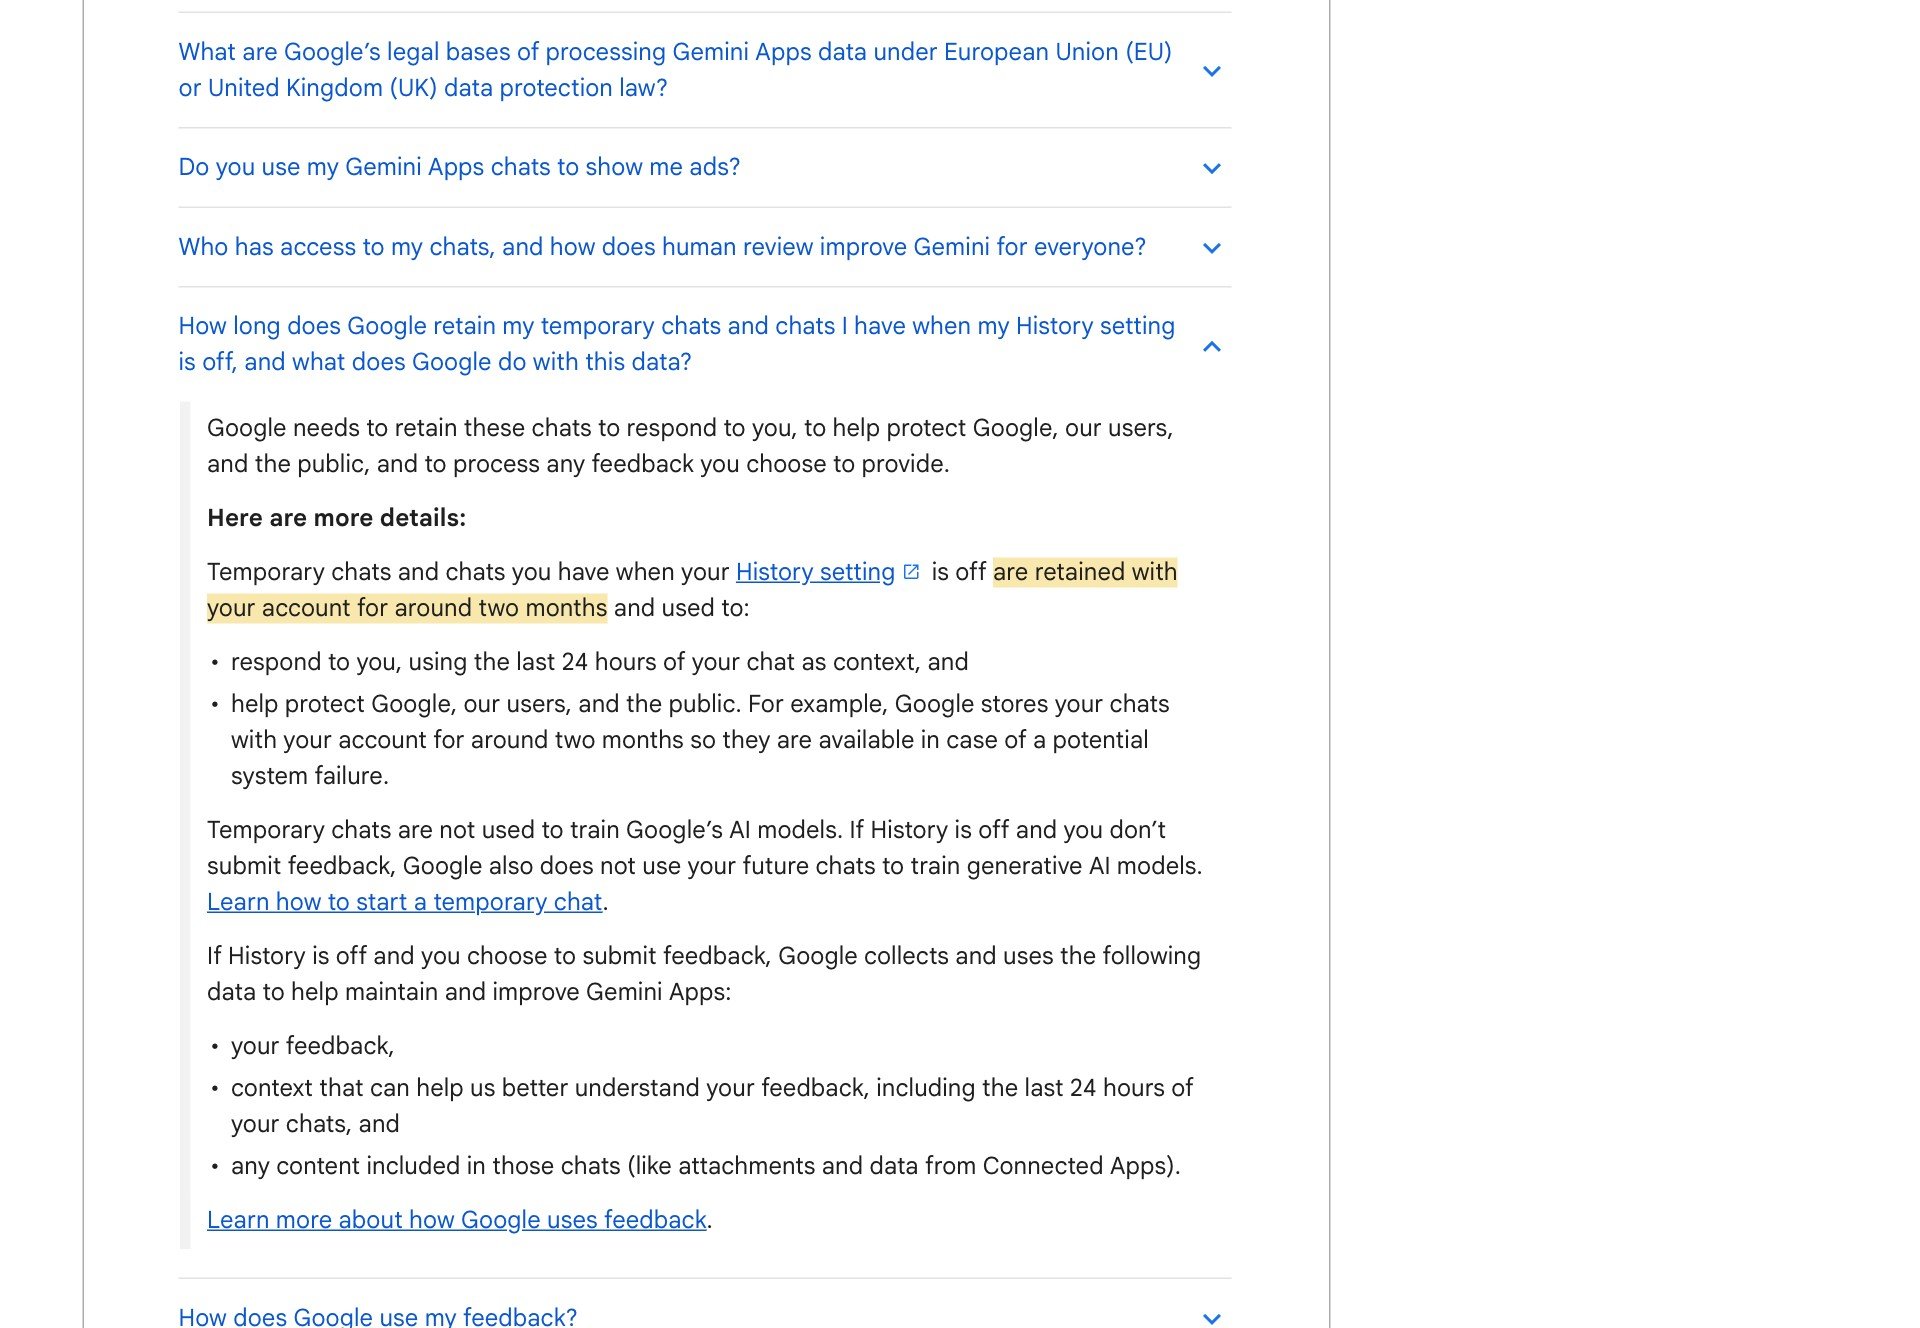 What are Google’s legal bases of processing Gemini Apps data under European Union (EU)
or United Kingdom (UK) data protection law?
Do you use my Gemini Apps chats to show me ads?
Who has access to my chats, and how does human review improve Gemini for everyone?
How long does Google retain my temporary chats and chats I have when my History setting
is off, and what does Google do with this data?
Google needs to retain these chats to respond to you, to help protect Google, our users,
and the public, and to process any feedback you choose to provide.
Here are more details:
Temporary chats and chats you have when your History setting is off are retained with
your account for around two months and used to:
• respond to you, using the last 24 hours of your chat as context, and
• help protect Google, our users, and the public. For example, Google stores your chats
with your account for around two months so they are available in case of a potential
system failure.
Temporary chats are not used to train Google’s AI models. If History is off and you don’t
submit feedback, Google also does not use your future chats to train generative AI models.
Learn how to start a temporary chat.
If History is off and you choose to submit feedback, Google collects and uses the following
data to help maintain and improve Gemini Apps:
• your feedback,
• context that can help us better understand your feedback, including the last 24 hours of
your chats, and
• any content included in those chats (like attachments and data from Connected Apps).
Learn more about how Google uses feedback.
How does Google use my feedback?